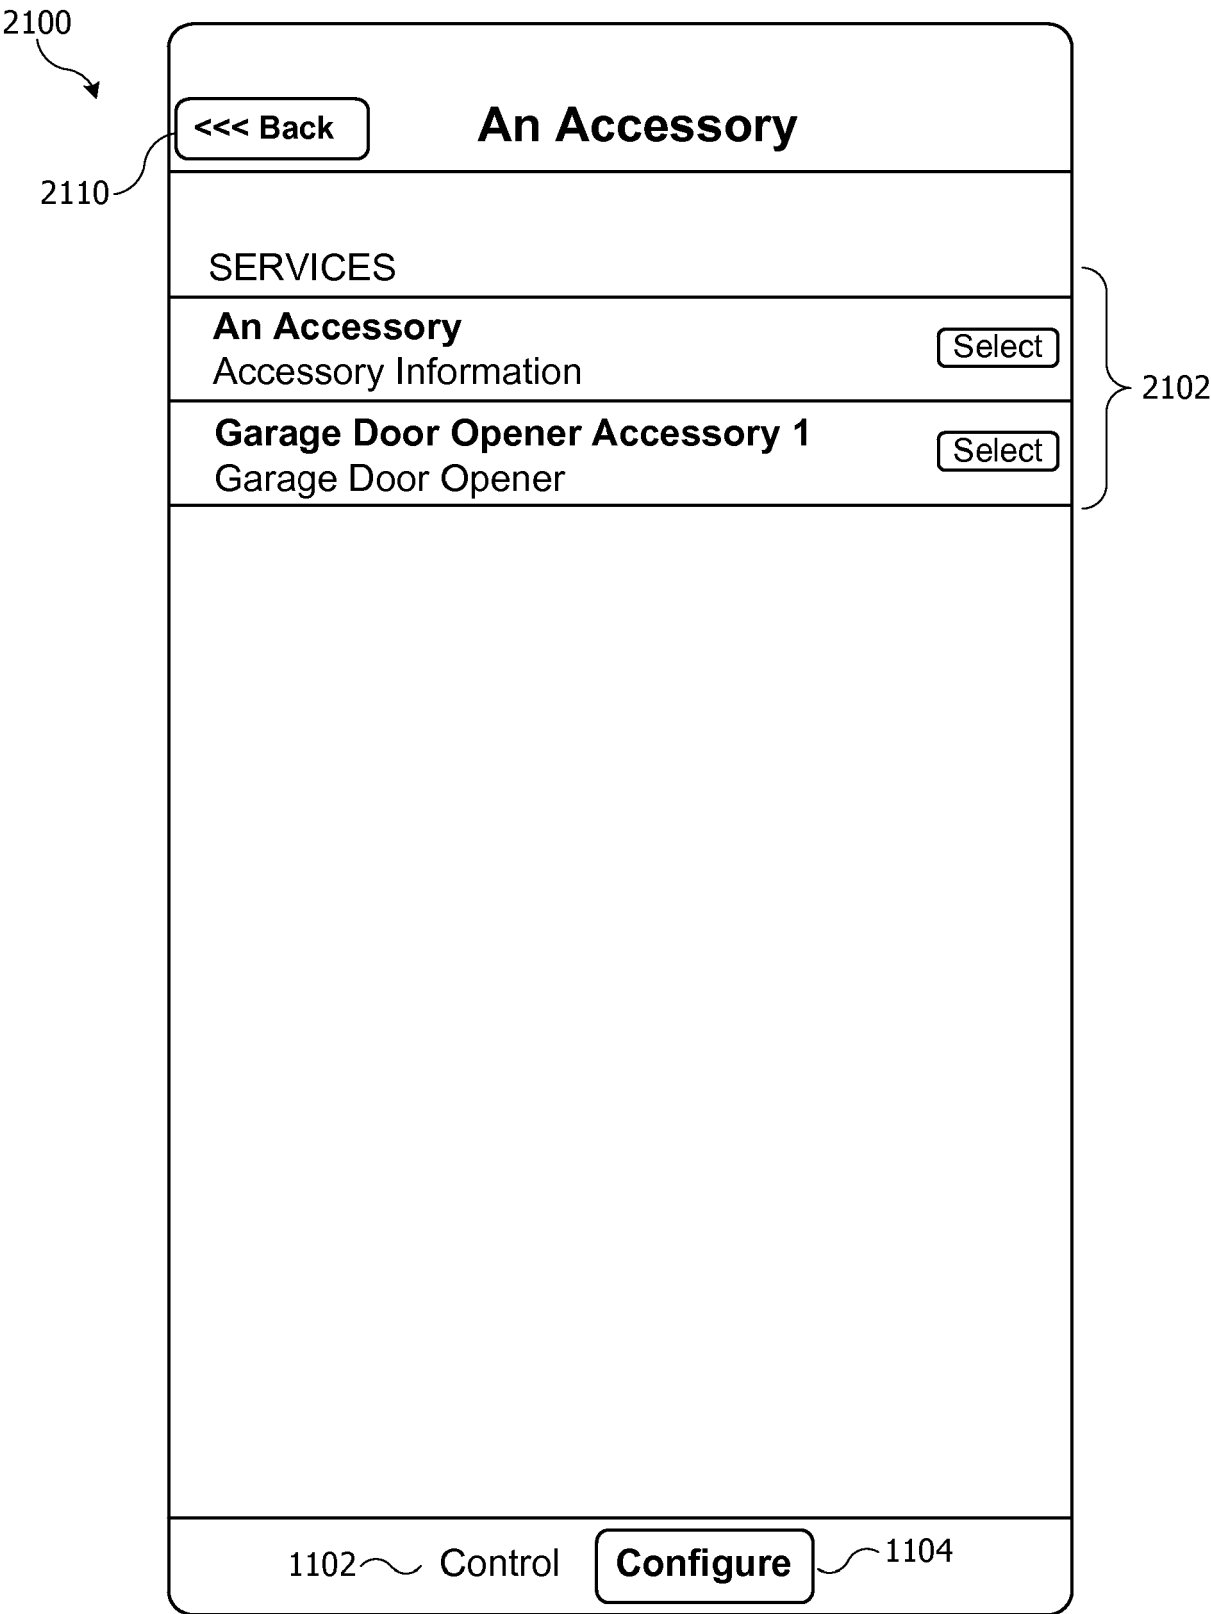 2100
<<< Back
An Accessory
2110
SERVICES
An Accessory
Accessory Information
Select
Garage Door Opener Accessory 1
Garage Door Opener
Select
2102
1102
Control
Configure
1104